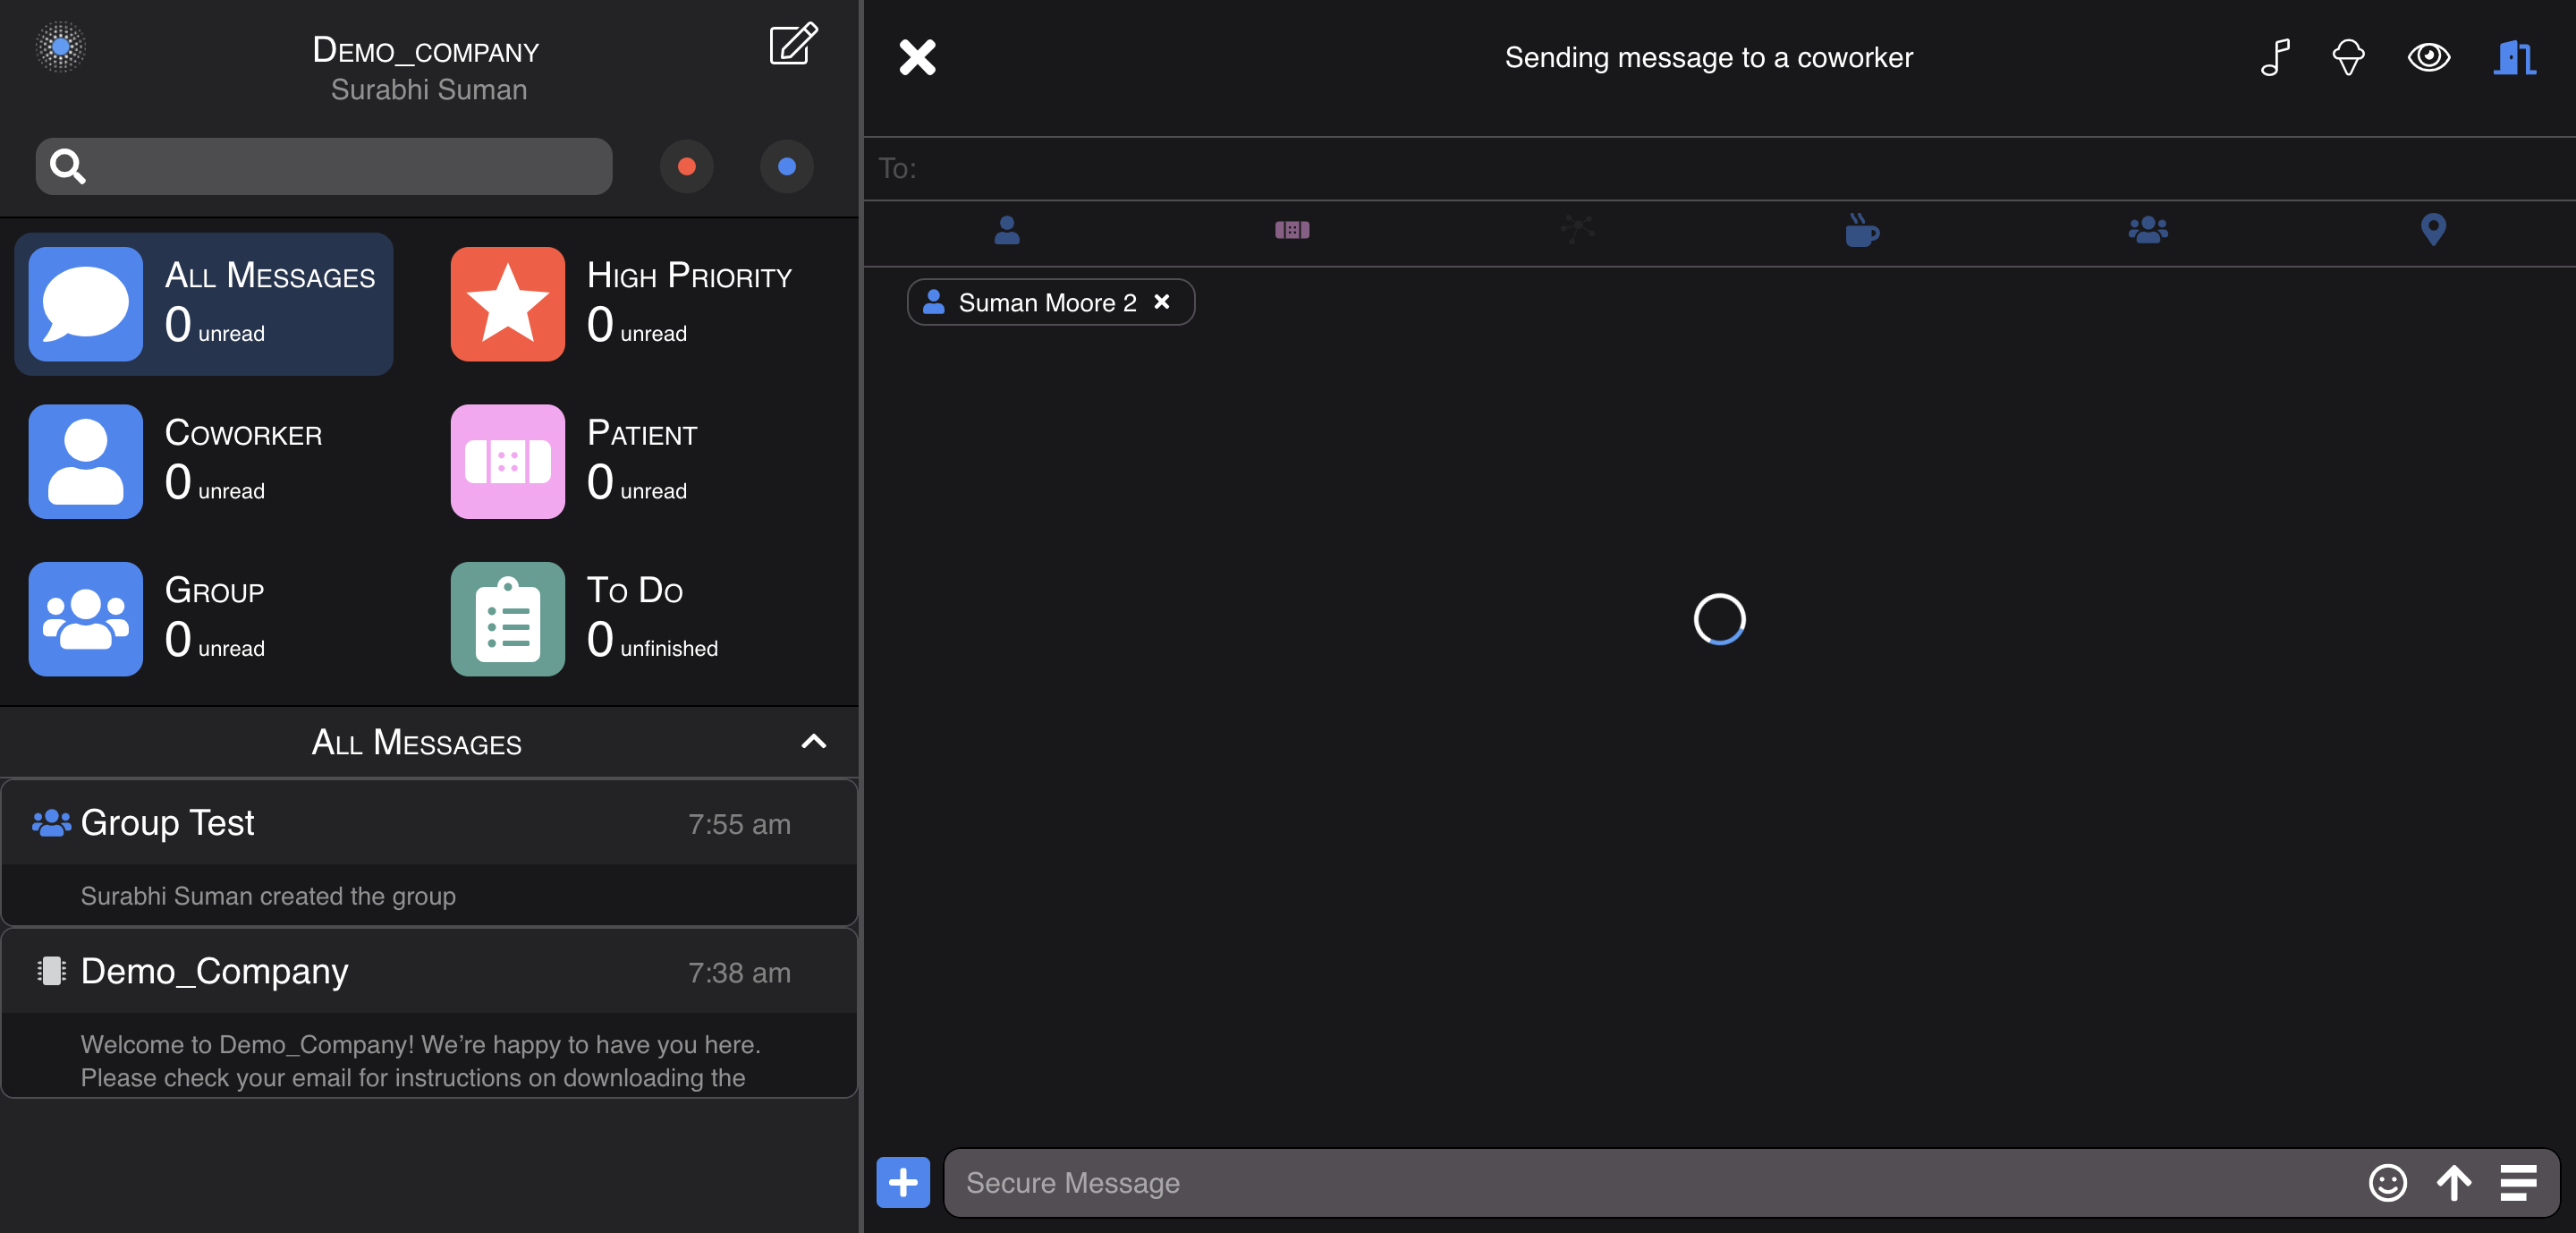 Demo_company
Surabhi Suman
All Messages
0 unread
High Priority
0 unread
Coworker
0 unread
Patient
0 unread
Group
0 unread
To Do
0 unfinished
All Messages
Group Test
7:55 am
Surabhi Suman created the group
Demo_Company
7:38 am
Welcome to Demo_Company! We’re happy to have you here.
Please check your email for instructions on downloading the
Sending message to a coworker
To:
Suman Moore 2
Secure Message